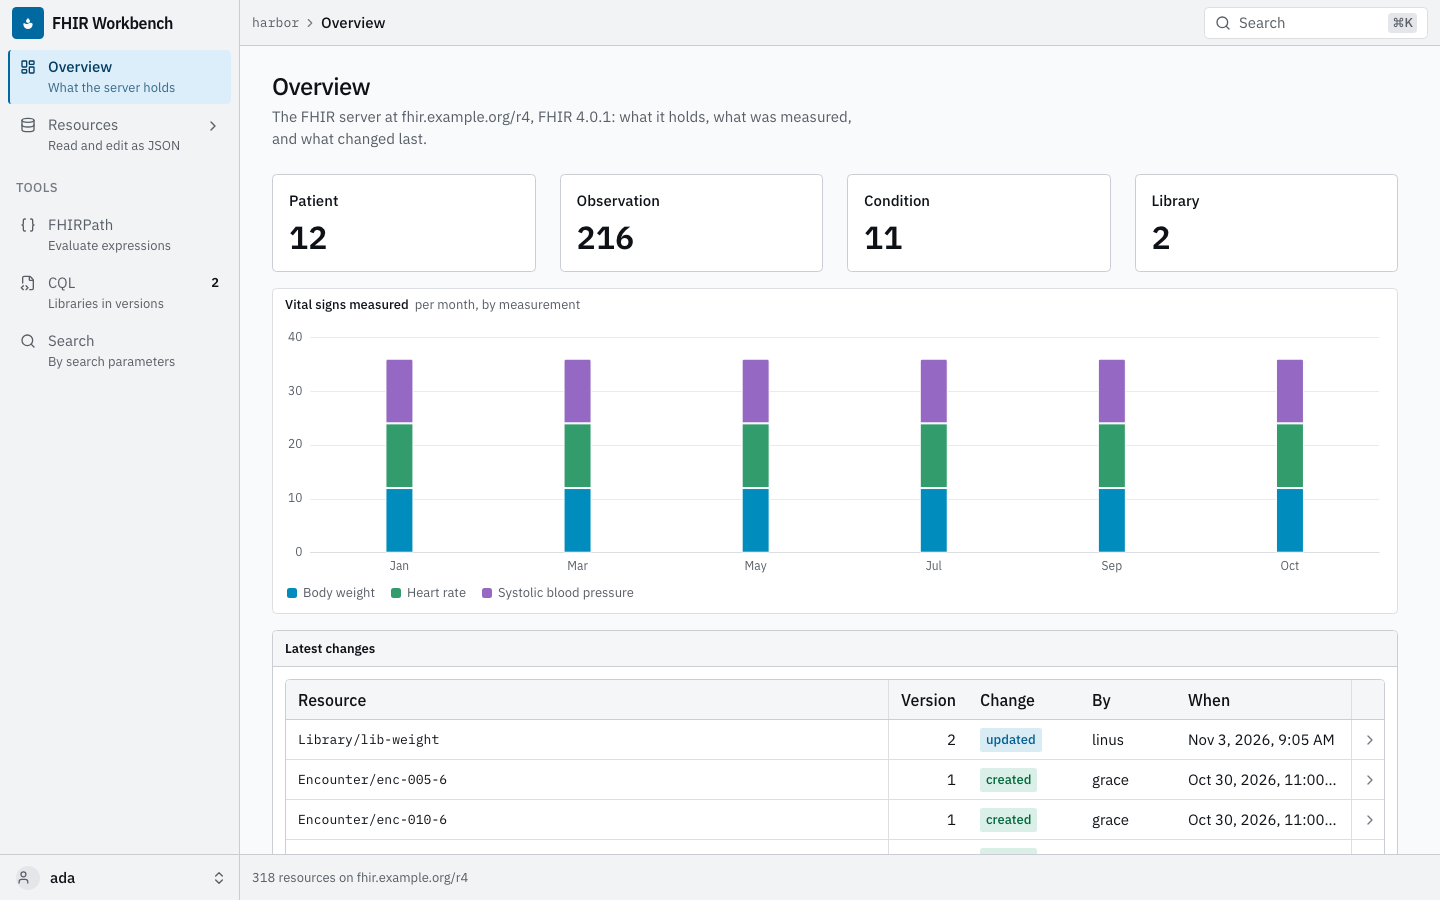 FHIR Workbench
harbor > Overview
Search ⌘K
Overview
What the server holds
Resources
Read and edit as JSON
TOOLS
FHIRPath
Evaluate expressions
CQL 2
Libraries in versions
Search
By search parameters
ada
Overview
The FHIR server at fhir.example.org/r4, FHIR 4.0.1: what it holds, what was measured,
and what changed last.
Patient
12
Observation
216
Condition
11
Library
2
Vital signs measured per month, by measurement
40
30
20
10
0
Jan Mar May Jul Sep Oct
Body weight Heart rate Systolic blood pressure
Latest changes
Resource Version Change By When
Library/lib-weight 2 updated linus Nov 3, 2026, 9:05 AM
Encounter/enc-005-6 1 created grace Oct 30, 2026, 11:00...
Encounter/enc-010-6 1 created grace Oct 30, 2026, 11:00...
318 resources on fhir.example.org/r4